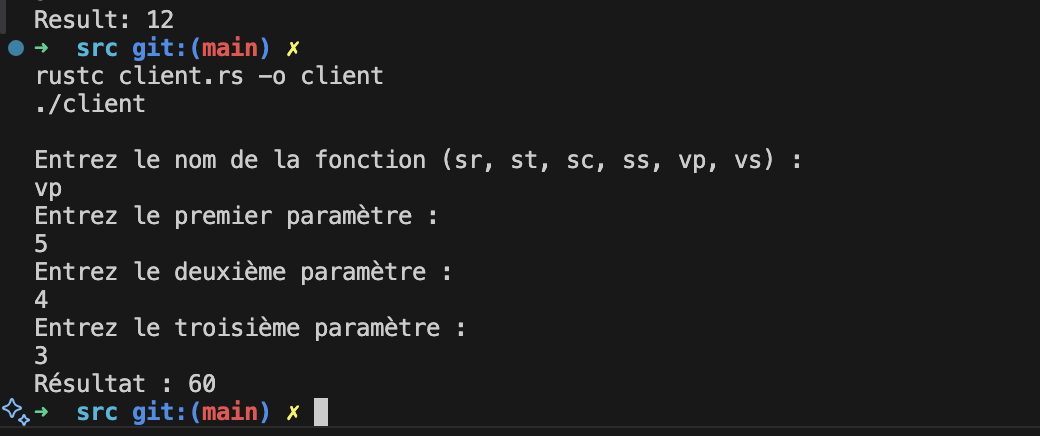 Result: 12
➜ src git:(main) ✗
rustc client.rs -o client
./client
Entrez le nom de la fonction (sr, st, sc, ss, vp, vs) :
vp
Entrez le premier paramètre :
5
Entrez le deuxième paramètre :
4
Entrez le troisième paramètre :
3
Résultat : 60
➜ src git:(main) ✗